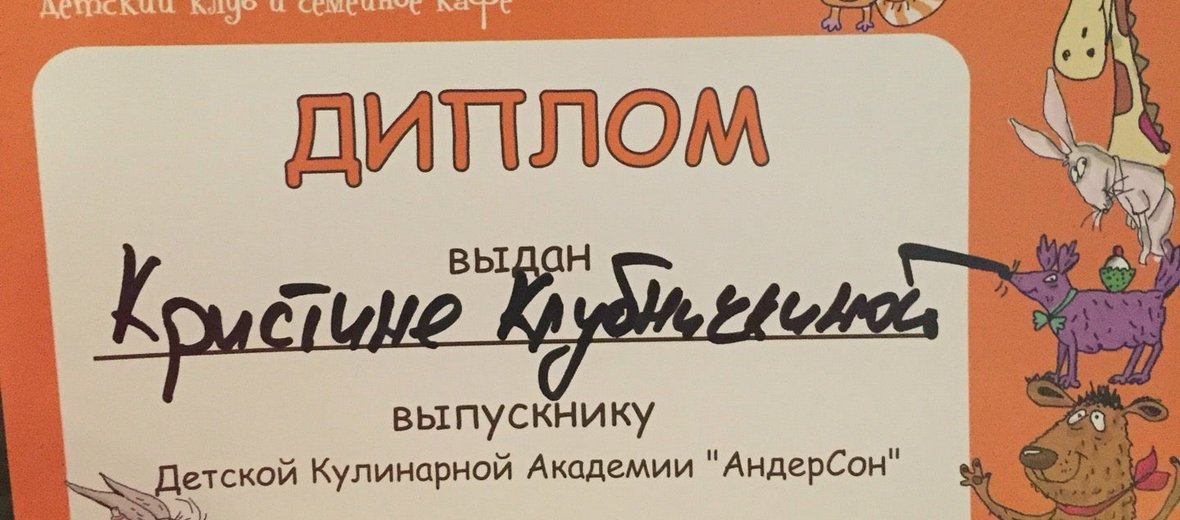 Детский клуб и семейное кафе
ДИПЛОМ
выдан
Кристине Клубничкиной
выпускнику
Детской Кулинарной Академии "АндерСон"